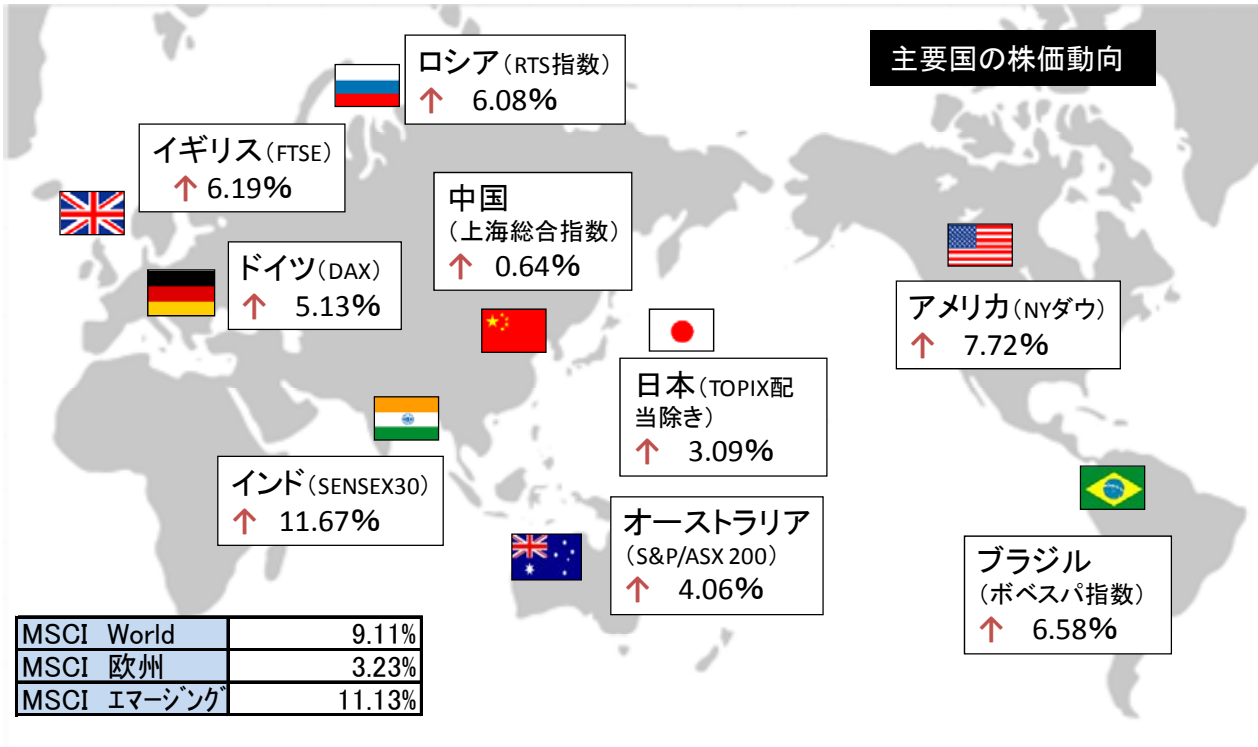 主要国の株価動向
ロシア(RTS指数)
↑ 6.08%
イギリス(FTSE)
↑ 6.19%
中国
(上海総合指数)
↑ 0.64%
ドイツ(DAX)
↑ 5.13%
アメリカ(NYダウ)
↑ 7.72%
日本(TOPIX配
当除き)
↑ 3.09%
インド(SENSEX30)
↑ 11.67%
オーストラリア
(S&P/ASX 200)
↑ 4.06%
ブラジル
(ボベスパ指数)
↑ 6.58%
MSCI World 9.11%
MSCI 欧州 3.23%
MSCI エマージング 11.13%